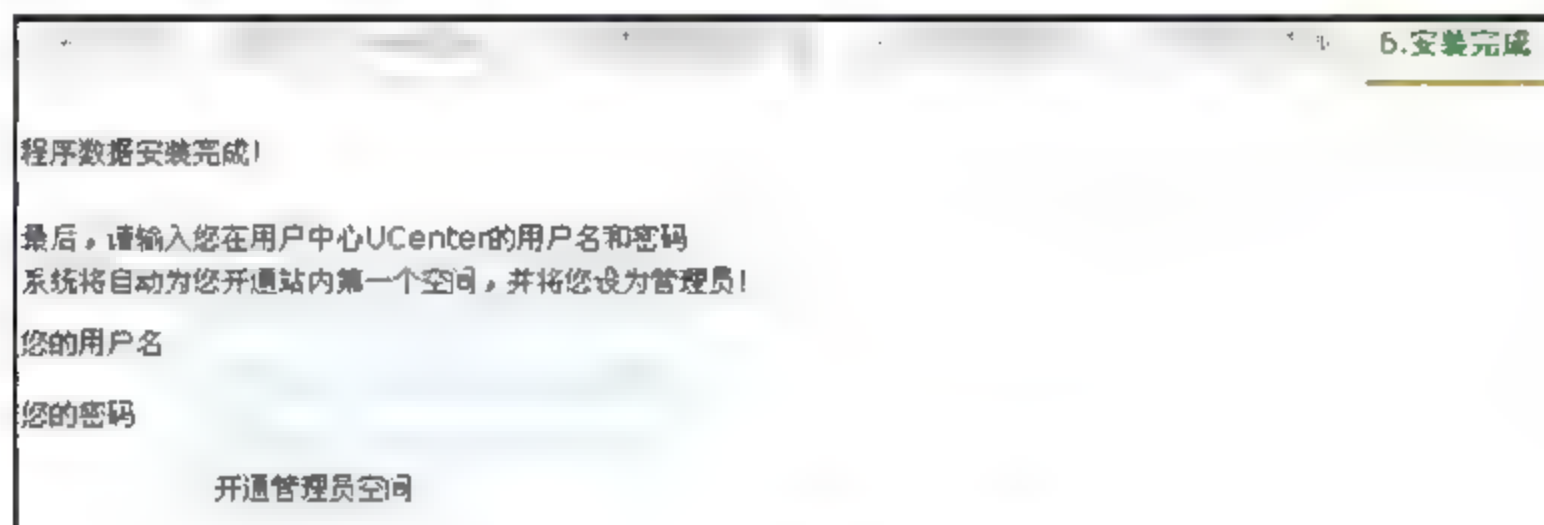 6.安装完成
程序数据安装完成!
最后，请输入您在用户中心UCenter的用户名和密码
系统将自动为您开通站内第一个空间，并将您设为管理员!
您的用户名
您的密码
开通管理员空间